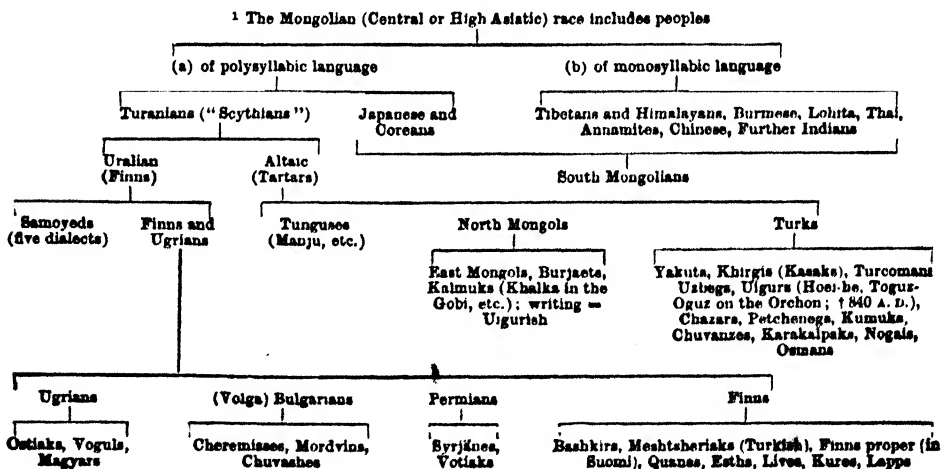 ¹ The Mongolian (Central or High Asiatic) race includes peoples
(a) of polysyllabic language
(b) of monosyllabic language
Turanians ("Scythians")
Japanese and
Coreans
Tibetans and Himalayans, Burmese, Lohita, Thai,
Annamites, Chinese, Further Indians
Uralian
(Finns)
Altaic
(Tartars)
South Mongolians
Samoyeds
(five dialects)
Finns and
Ugrians
Tunguses
(Manju, etc.)
North Mongols
Turks
East Mongols, Burjaets,
Kalmuks (Khalka in the
Gobi, etc.); writing =
Uigurish
Yakuts, Khirgis (Kasaks), Turcomans
Uzbegs, Uigurs (Hoei-he, Toguz-
Oguz on the Orchon; † 840 A. D.),
Chazars, Petchenegs, Kumuks,
Chuvanzes, Karakalpaks, Nogais,
Osmans
Ugrians
(Volga) Bulgarians
Permians
Finns
Ostiaks, Voguls,
Magyars
Cheremisses, Mordvins,
Chuvashes
Syrjänes,
Votiaks
Bashkirs, Meshtsheriaks (Turkish), Finns proper (in
Suomi), Quanes, Esths, Lives, Kures, Lapps